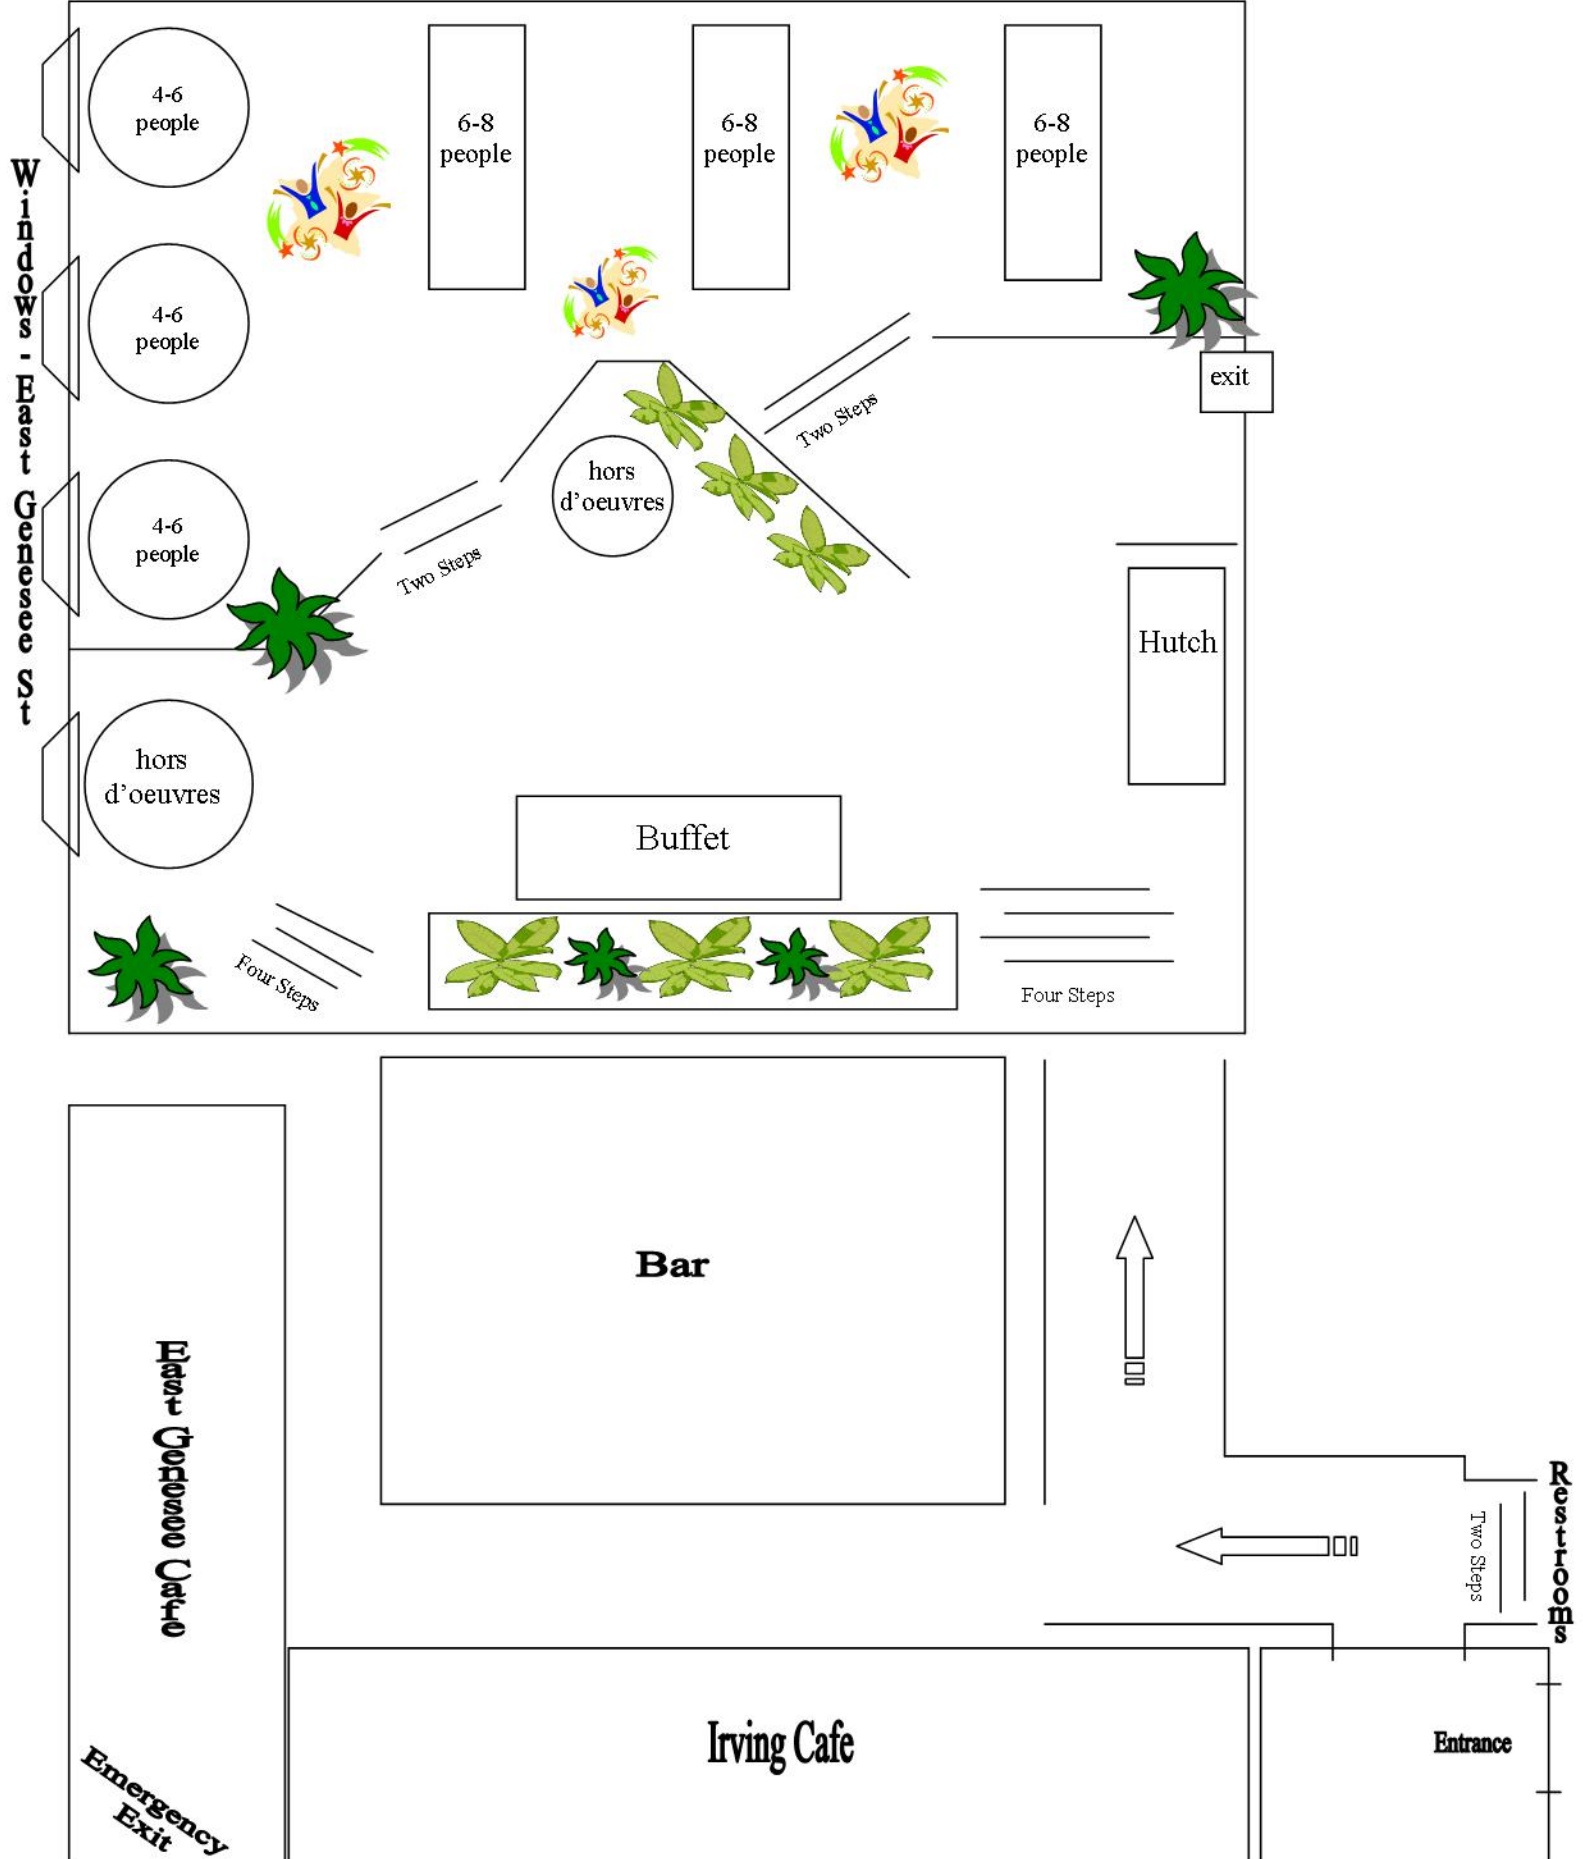 4-6
people
6-8
people
6-8
people
6-8
people
Windows - East Genesee St
4-6
people
exit
Two Steps
hors
d'oeuvres
4-6
people
Two Steps
Hutch
hors
d'oeuvres
Buffet
Four Steps
Four Steps
Bar
East Genesee Cafe
Restrooms
Two Steps
Irving Cafe
Entrance
Emergency
Exit